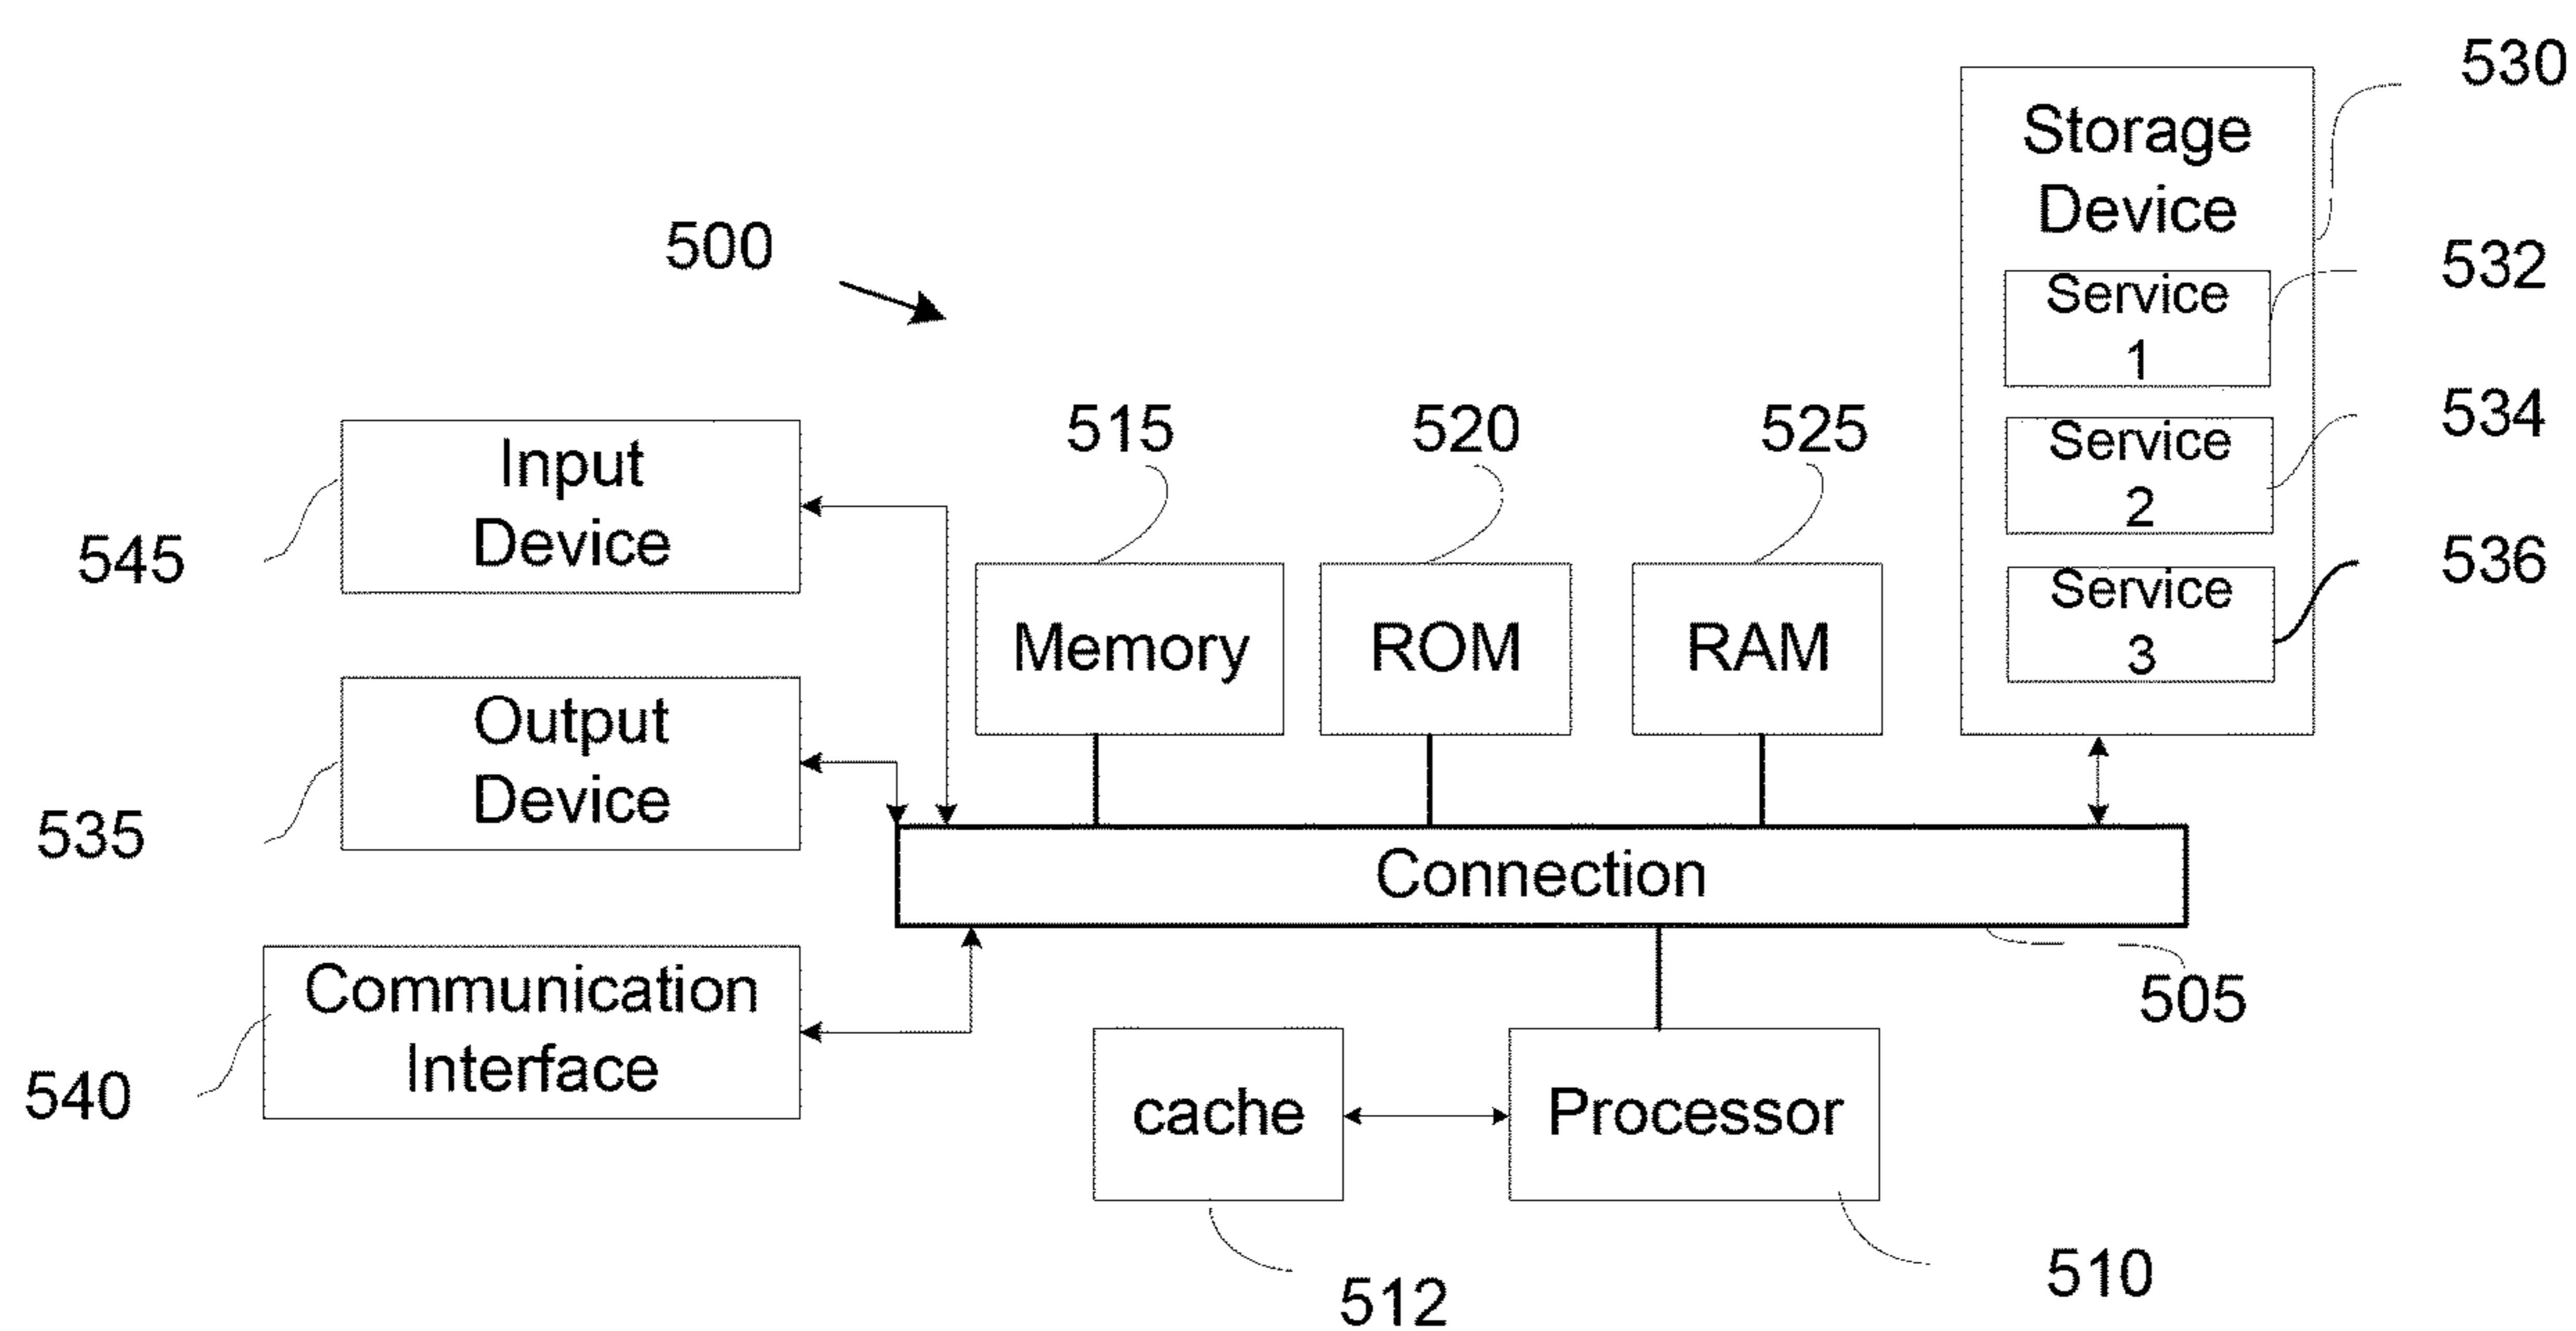 530
Storage
Device
500
532
Service
1
515
520
525
534
Service
2
Input
Device
545
536
Service
3
Memory
ROM
RAM
Output
Device
535
Connection
505
Communication
Interface
540
cache
Processor
512
510